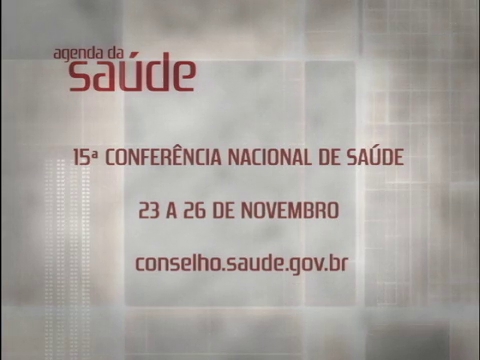 agenda da
saúde
15ª CONFERÊNCIA NACIONAL DE SAÚDE
23 A 26 DE NOVEMBRO
conselho.saude.gov.br